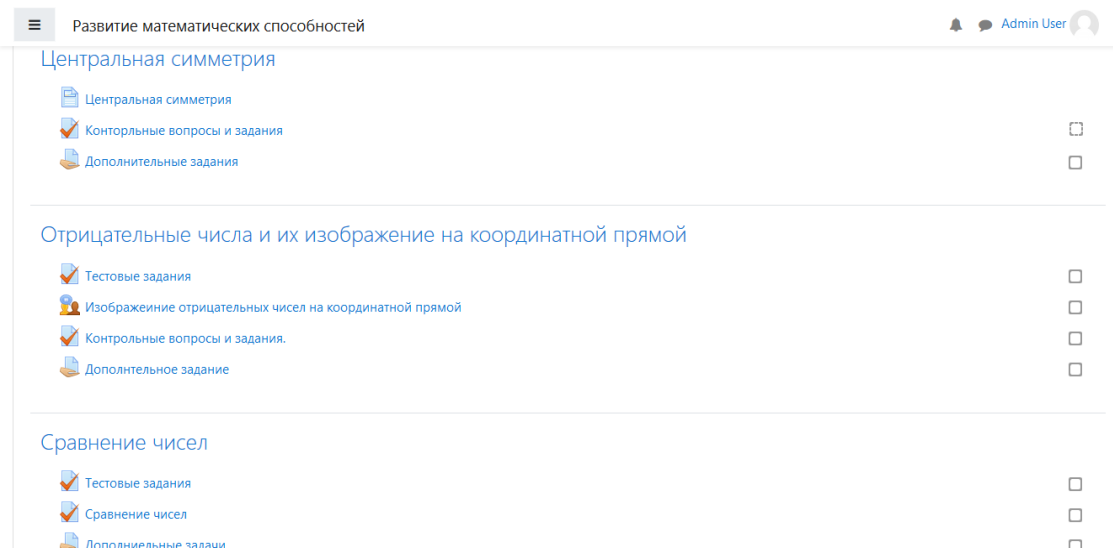 Развитие математических способностей
Admin User
Центральная симметрия
Центральная симметрия
Конторльные вопросы и задания
Дополнительные задания
Отрицательные числа и их изображение на координатной прямой
Тестовые задания
Изображеиние отрицательных чисел на координатной прямой
Контрольные вопросы и задания.
Дополнтельное задание
Сравнение чисел
Тестовые задания
Сравнение чисел
Дополниельные задачи